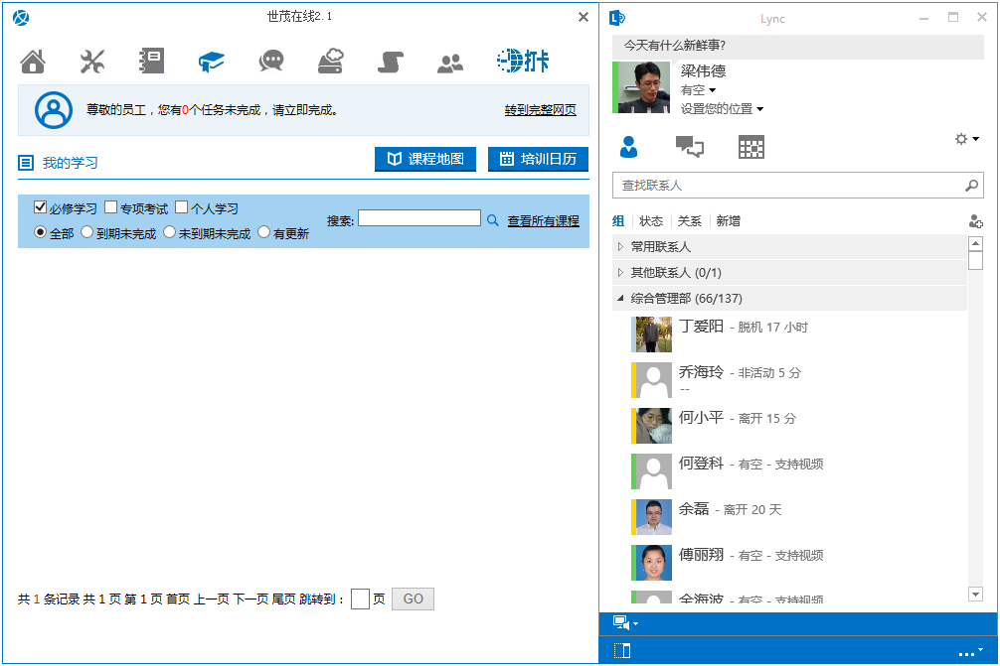 世茂在线2.1
打卡
尊敬的员工，您有0个任务未完成，请立即完成。
转到完整网页
我的学习
课程地图
培训日历
必修学习 专项考试 个人学习
全部 到期未完成 未到期未完成 有更新
搜索:
查看所有课程
共 1 条记录 共 1 页 第 1 页 首页 上一页 下一页 尾页 跳转到： 页 GO
Lync
今天有什么新鲜事?
梁伟德
有空
设置您的位置
查找联系人
组 状态 关系 新增
常用联系人
其他联系人 (0/1)
综合管理部 (66/137)
丁爱阳 - 脱机 17 小时
乔海玲 - 非活动 5 分
--
何小平 - 离开 15 分
何登科 - 有空 - 支持视频
余磊 - 离开 20 天
傅丽翔 - 有空 - 支持视频
全海波 - 有空 - 支持视频